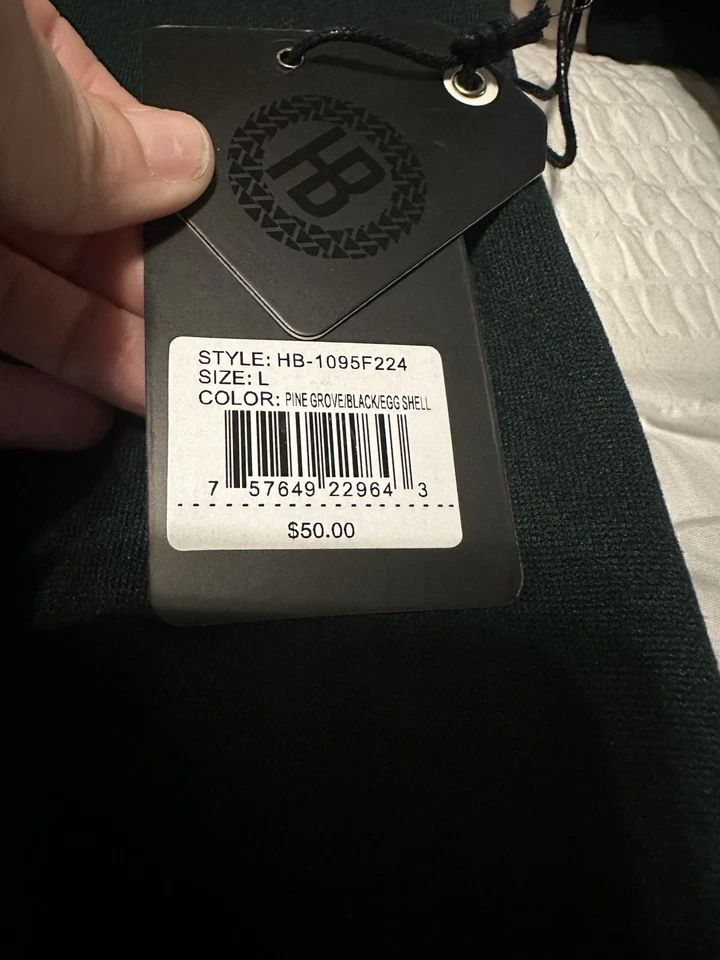 HB
STYLE: HB-1095F224
SIZE: L
COLOR: PINE GROVE/BLACK/EGG SHELL
7 57649 22964 3
$50.00